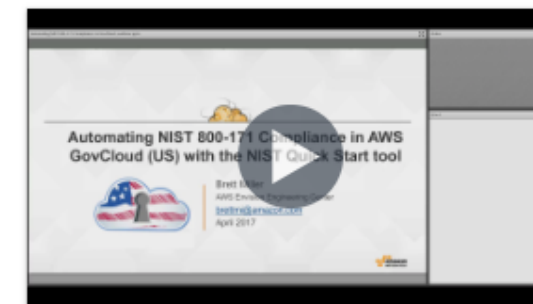 Automating NIST 800-171 Compliance in AWS
GovCloud (US) with the NIST Quick Start tool
Brett Miller
AWS Engineering Center
April 2017